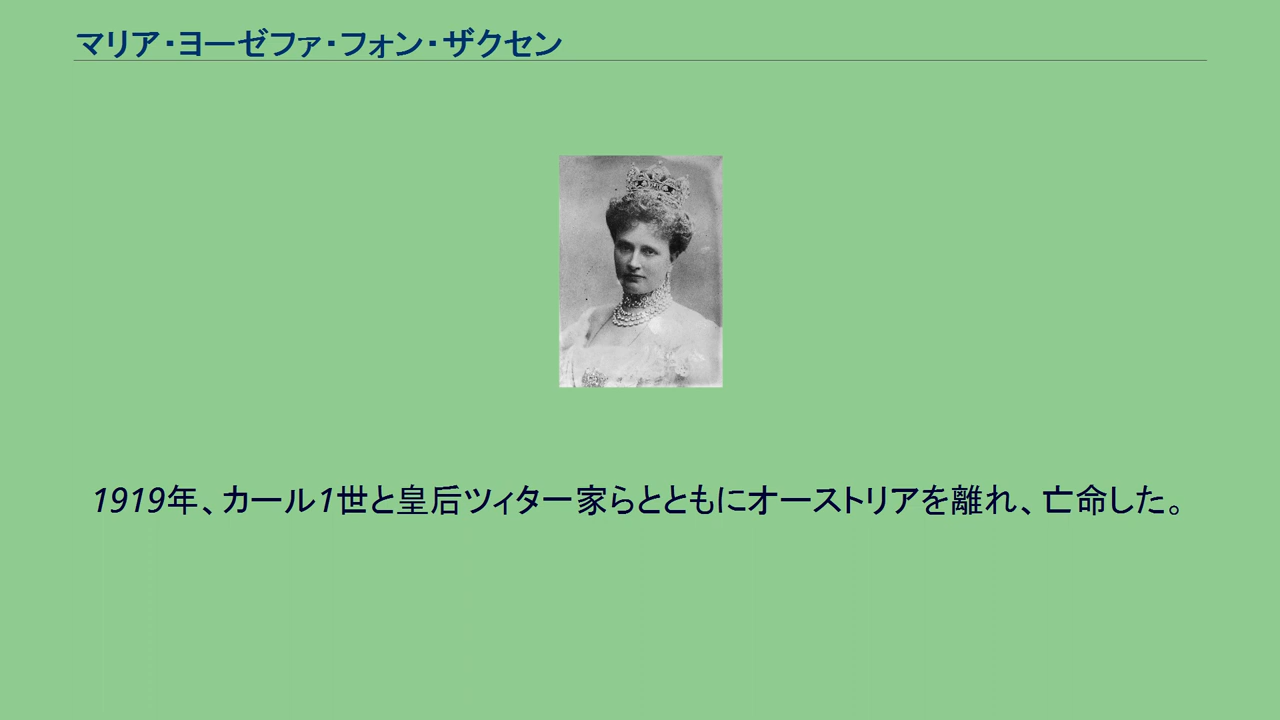 マリア・ヨーゼファ・フォン・ザクセン
1919年、カール1世と皇后ツィター家らとともにオーストリアを離れ、亡命した。